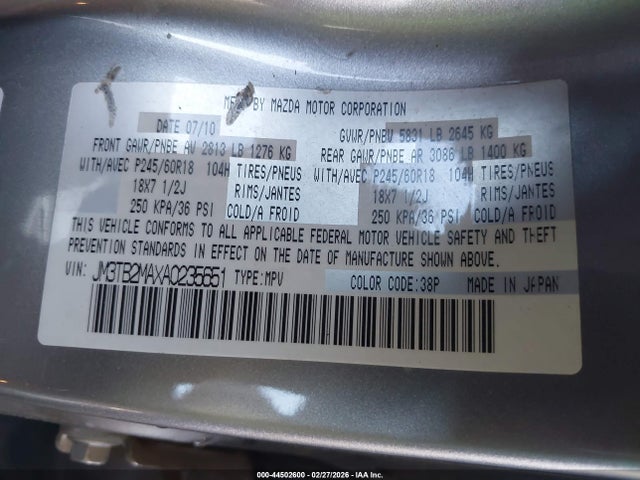 MFD BY MAZDA MOTOR CORPORATION
DATE 07/10 GVWR/PNBV 5831 LB 2645 KG
FRONT GAWR/PNBE AV 2813 LB 1276 KG REAR GAWR/PNBE AR 3086 LB 1400 KG
WITH/AVEC P245/60R18 104H TIRES/PNEUS WITH/AVEC P245/60R18 104H TIRES/PNEUS
18X7 1/2J RIMS/JANTES 18X7 1/2J RIMS/JANTES
250 KPA/36 PSI COLD/A FROID 250 KPA/36 PSI COLD/A FROID
THIS VEHICLE CONFORMS TO ALL APPLICABLE FEDERAL MOTOR VEHICLE SAFETY AND THEFT
PREVENTION STANDARDS IN EFFECT ON THE DATE OF MANUFACTURE SHOWN ABOVE.
VIN: JM3TB2MAXA0235651 TYPE:MPV COLOR CODE:38P MADE IN JAPAN
000-44502600 - 02/27/2026 - IAA Inc.